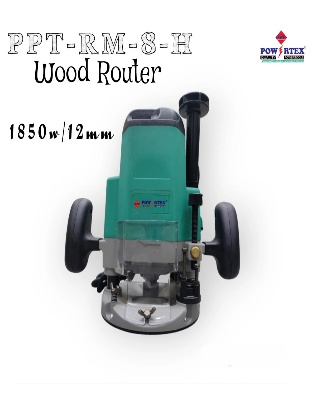 PPT-RM-8-H
Wood Router
POWERTEX
1850w/12mm